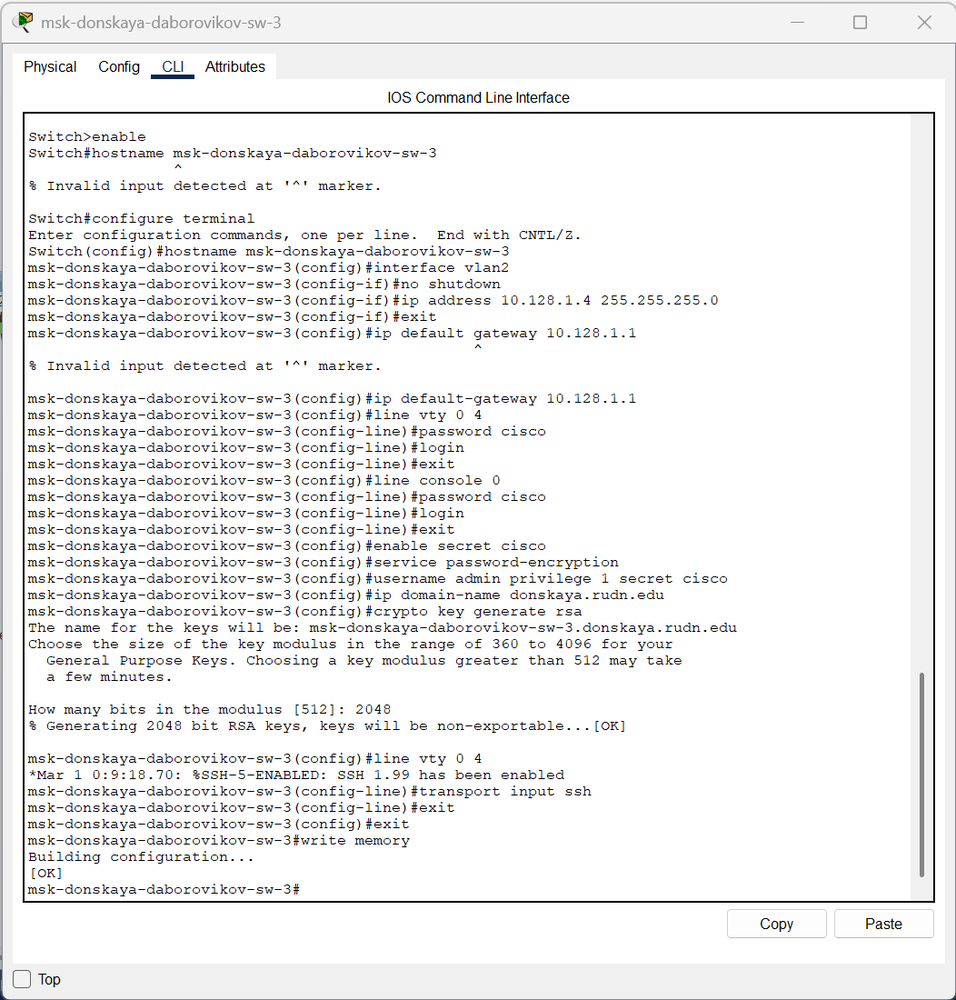 msk-donskaya-daborovikov-sw-3
Physical Config CLI Attributes
IOS Command Line Interface
Switch>enable
Switch#hostname msk-donskaya-daborovikov-sw-3
^
% Invalid input detected at '^' marker.
Switch#configure terminal
Enter configuration commands, one per line.  End with CNTL/Z.
Switch(config)#hostname msk-donskaya-daborovikov-sw-3
msk-donskaya-daborovikov-sw-3(config)#interface vlan2
msk-donskaya-daborovikov-sw-3(config-if)#no shutdown
msk-donskaya-daborovikov-sw-3(config-if)#ip address 10.128.1.4 255.255.255.0
msk-donskaya-daborovikov-sw-3(config-if)#exit
msk-donskaya-daborovikov-sw-3(config)#ip default gateway 10.128.1.1
^
% Invalid input detected at '^' marker.
msk-donskaya-daborovikov-sw-3(config)#ip default-gateway 10.128.1.1
msk-donskaya-daborovikov-sw-3(config)#line vty 0 4
msk-donskaya-daborovikov-sw-3(config-line)#password cisco
msk-donskaya-daborovikov-sw-3(config-line)#login
msk-donskaya-daborovikov-sw-3(config-line)#exit
msk-donskaya-daborovikov-sw-3(config)#line console 0
msk-donskaya-daborovikov-sw-3(config-line)#password cisco
msk-donskaya-daborovikov-sw-3(config-line)#login
msk-donskaya-daborovikov-sw-3(config-line)#exit
msk-donskaya-daborovikov-sw-3(config)#enable secret cisco
msk-donskaya-daborovikov-sw-3(config)#service password-encryption
msk-donskaya-daborovikov-sw-3(config)#username admin privilege 1 secret cisco
msk-donskaya-daborovikov-sw-3(config)#ip domain-name donskaya.rudn.edu
msk-donskaya-daborovikov-sw-3(config)#crypto key generate rsa
The name for the keys will be: msk-donskaya-daborovikov-sw-3.donskaya.rudn.edu
Choose the size of the key modulus in the range of 360 to 4096 for your
General Purpose Keys. Choosing a key modulus greater than 512 may take
a few minutes.
How many bits in the modulus [512]: 2048
% Generating 2048 bit RSA keys, keys will be non-exportable...[OK]
msk-donskaya-daborovikov-sw-3(config)#line vty 0 4
*Mar 1 0:9:18.70: %SSH-5-ENABLED: SSH 1.99 has been enabled
msk-donskaya-daborovikov-sw-3(config-line)#transport input ssh
msk-donskaya-daborovikov-sw-3(config-line)#exit
msk-donskaya-daborovikov-sw-3(config)#exit
msk-donskaya-daborovikov-sw-3#write memory
Building configuration...
[OK]
msk-donskaya-daborovikov-sw-3#
Copy Paste
Top